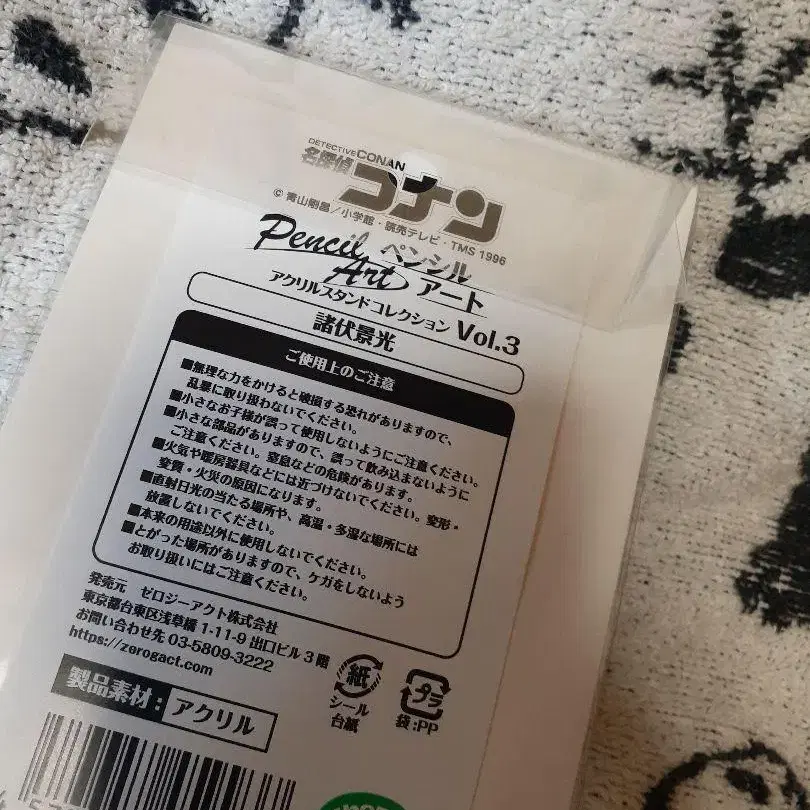 DETECTIVE CONAN
名探偵コナン
© 青山剛昌／小学館・読売テレビ・TMS 1996
Pencil Art ペンシルアート
アクリルスタンドコレクション Vol.3
諸伏景光
ご使用上のご注意
■無理な力をかけると破損する恐れがありますので、
乱暴に取り扱わないでください。
■小さなお子様が誤って使用しないようにご注意ください。
■小さな部品がありますので、誤って飲み込まないように
ご注意ください。窒息などの危険があります。
■火気や暖房器具などには近づけないでください。変形・
変質・火災の原因になります。
■直射日光の当たる場所や、高温・多湿な場所には
放置しないでください。
■本来の用途以外に使用しないでください。
■とがった場所がありますので、ケガをしないよう
お取り扱いにはご注意ください。
発売元 ゼロジーアクト株式会社
東京都台東区浅草橋 1-11-9 出口ビル 3 階
お問い合わせ先 03-5809-3222
https://zerogact.com
紙
シール
台紙
プラ
袋:PP
製品素材: アクリル